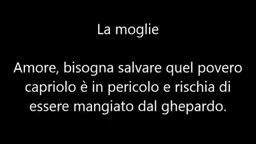 La moglie
Amore, bisogna salvare quel povero
capriolo è in pericolo e rischia di
essere mangiato dal ghepardo.